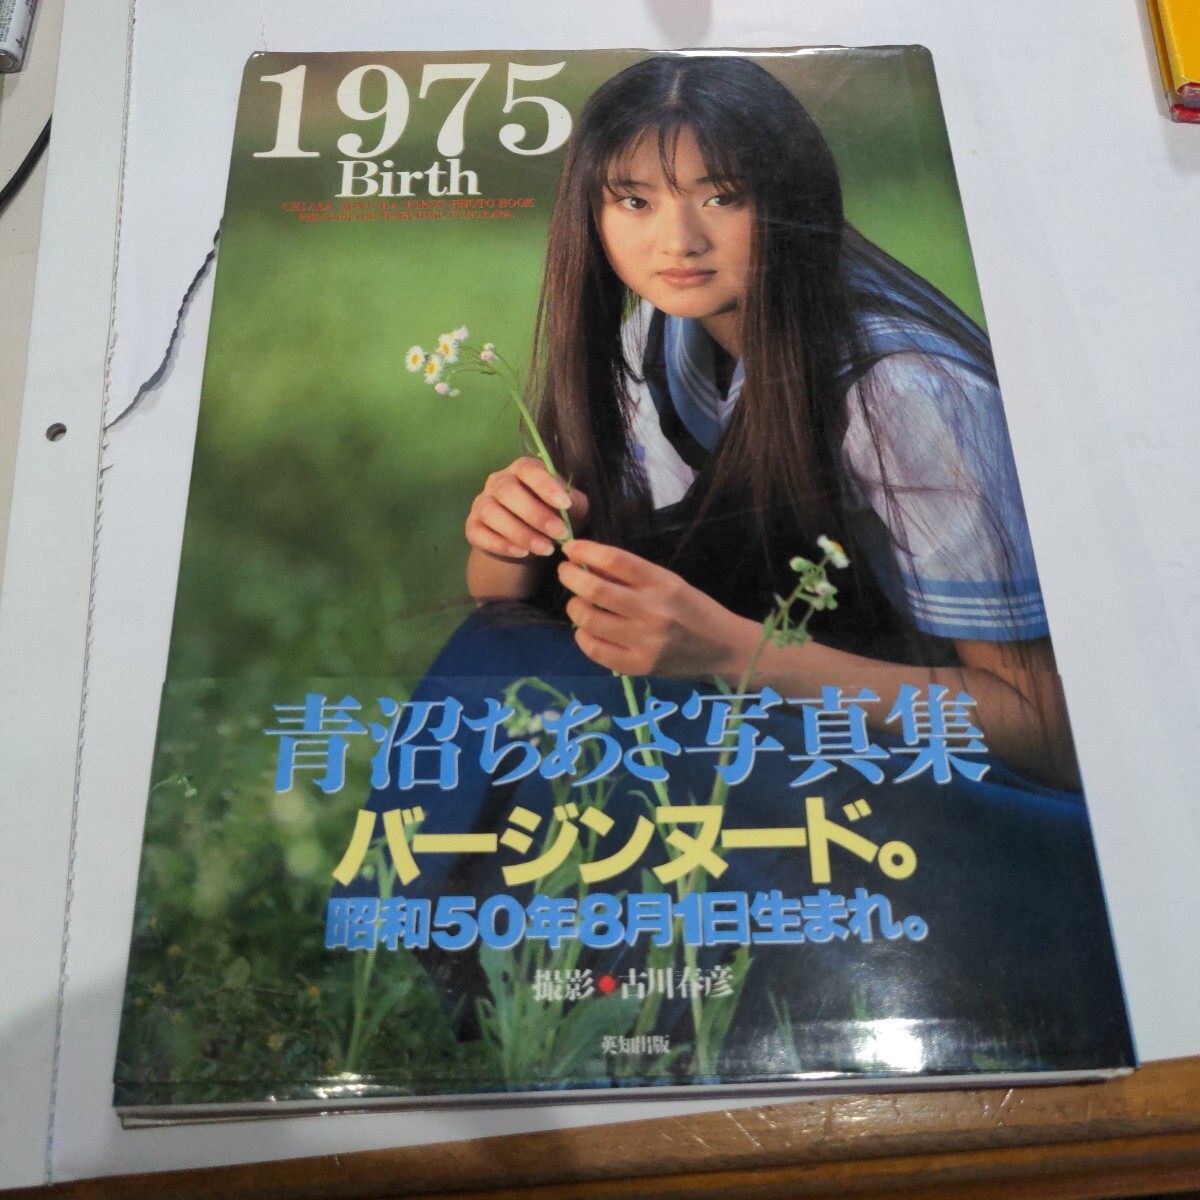 1975
Birth
PHOTO BOOK
青沼ちあさ写真集
バージンヌード。
昭和50年8月1日生まれ。
撮影●古川春彦
英知出版